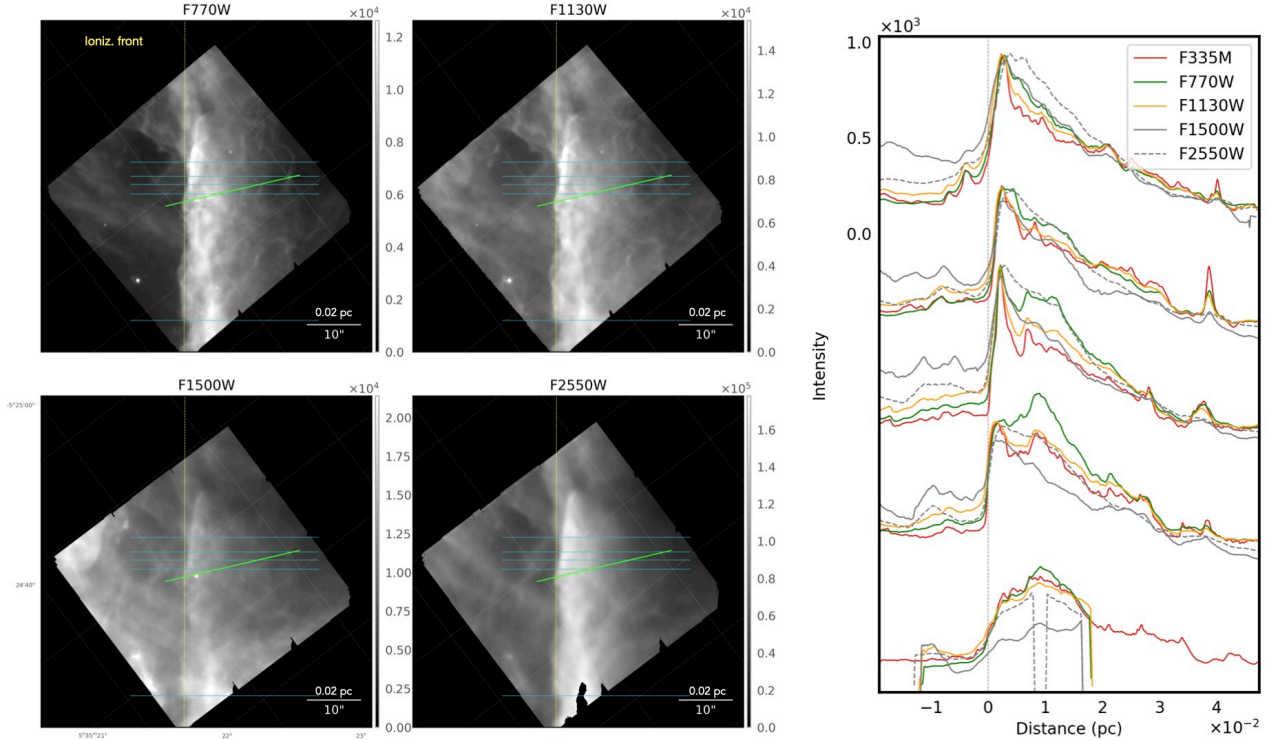 F770W
×10⁴
Ioniz. front
1.2
1.0
0.8
0.6
0.4
0.2
0.0
0.02 pc
10"
F1130W
×10⁴
1.4
1.2
1.0
0.8
0.6
0.4
0.2
0.0
0.02 pc
10"
F1500W
×10⁴
-5°25'00"
24'40"
5ʰ35ᵐ21ˢ
22ˢ
23ˢ
2.00
1.75
1.50
1.25
1.00
0.75
0.50
0.25
0.00
0.02 pc
10"
F2550W
×10⁵
1.6
1.4
1.2
1.0
0.8
0.6
0.4
0.2
0.0
0.02 pc
10"
×10³
1.0
0.5
0.0
Intensity
F335M
F770W
F1130W
F1500W
F2550W
−1
0
1
2
3
4
Distance (pc)
×10⁻²